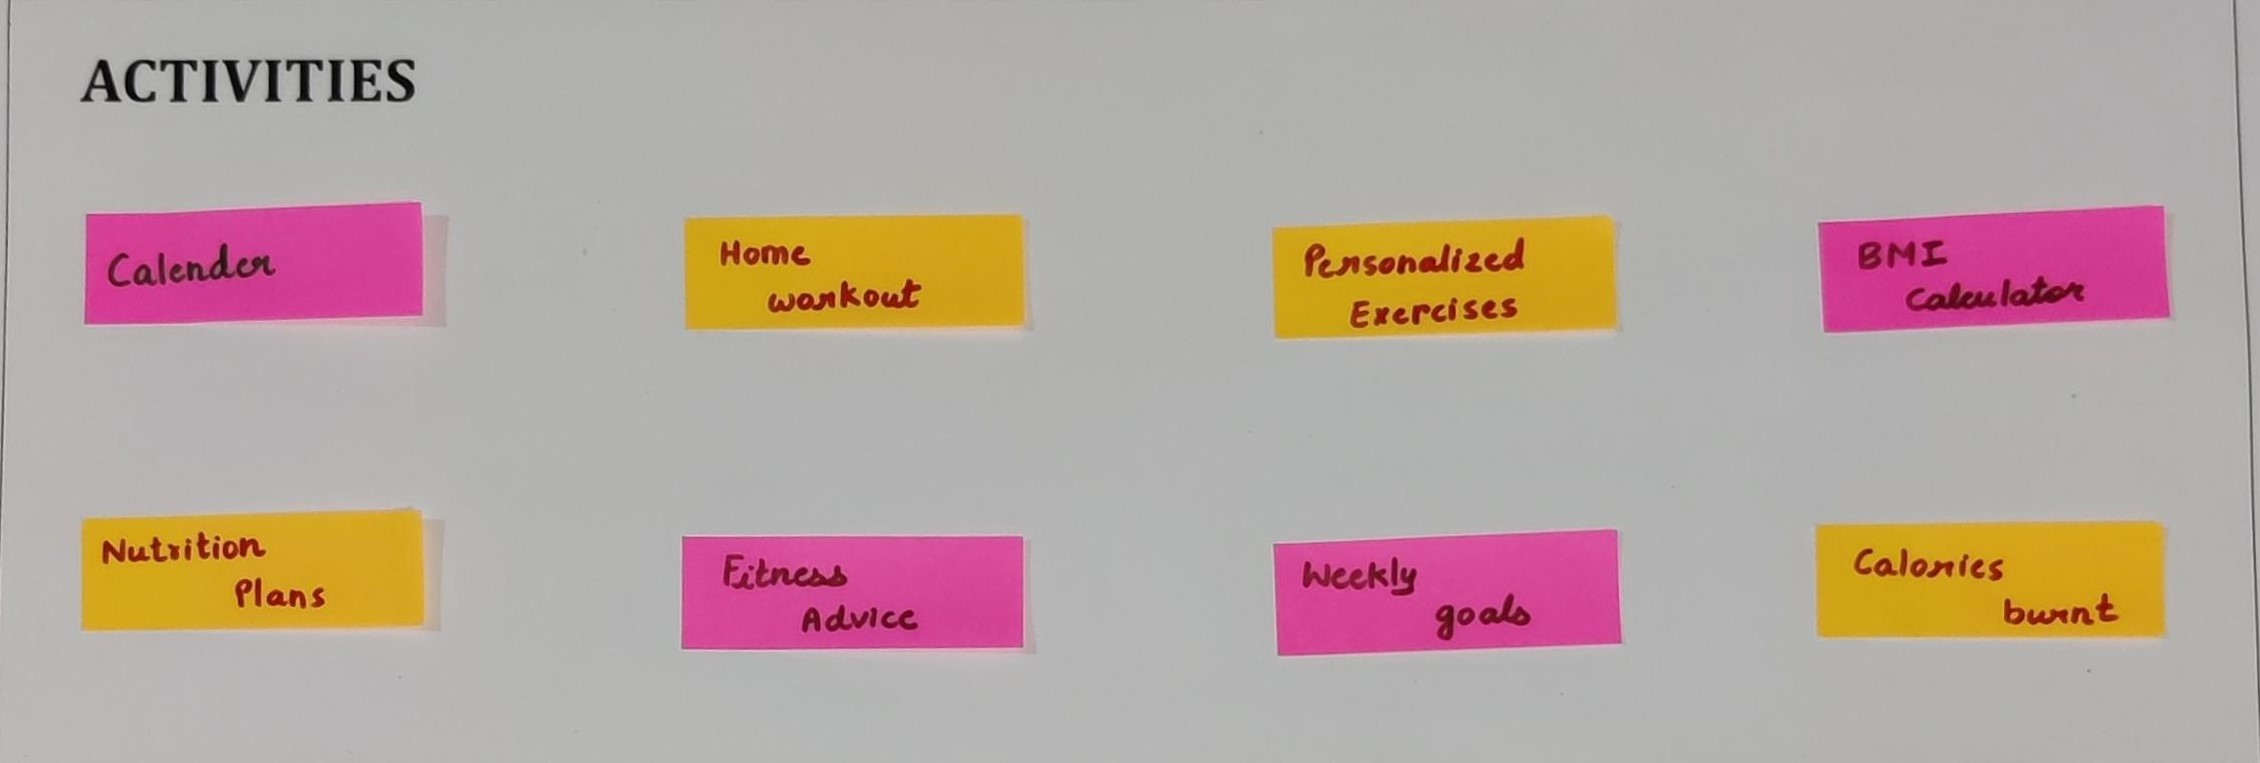 ACTIVITIES
Calender
Home
workout
Personalized
Exercises
BMI
Calculator
Nutrition
Plans
Fitness
Advice
Weekly
goals
Calories
burnt